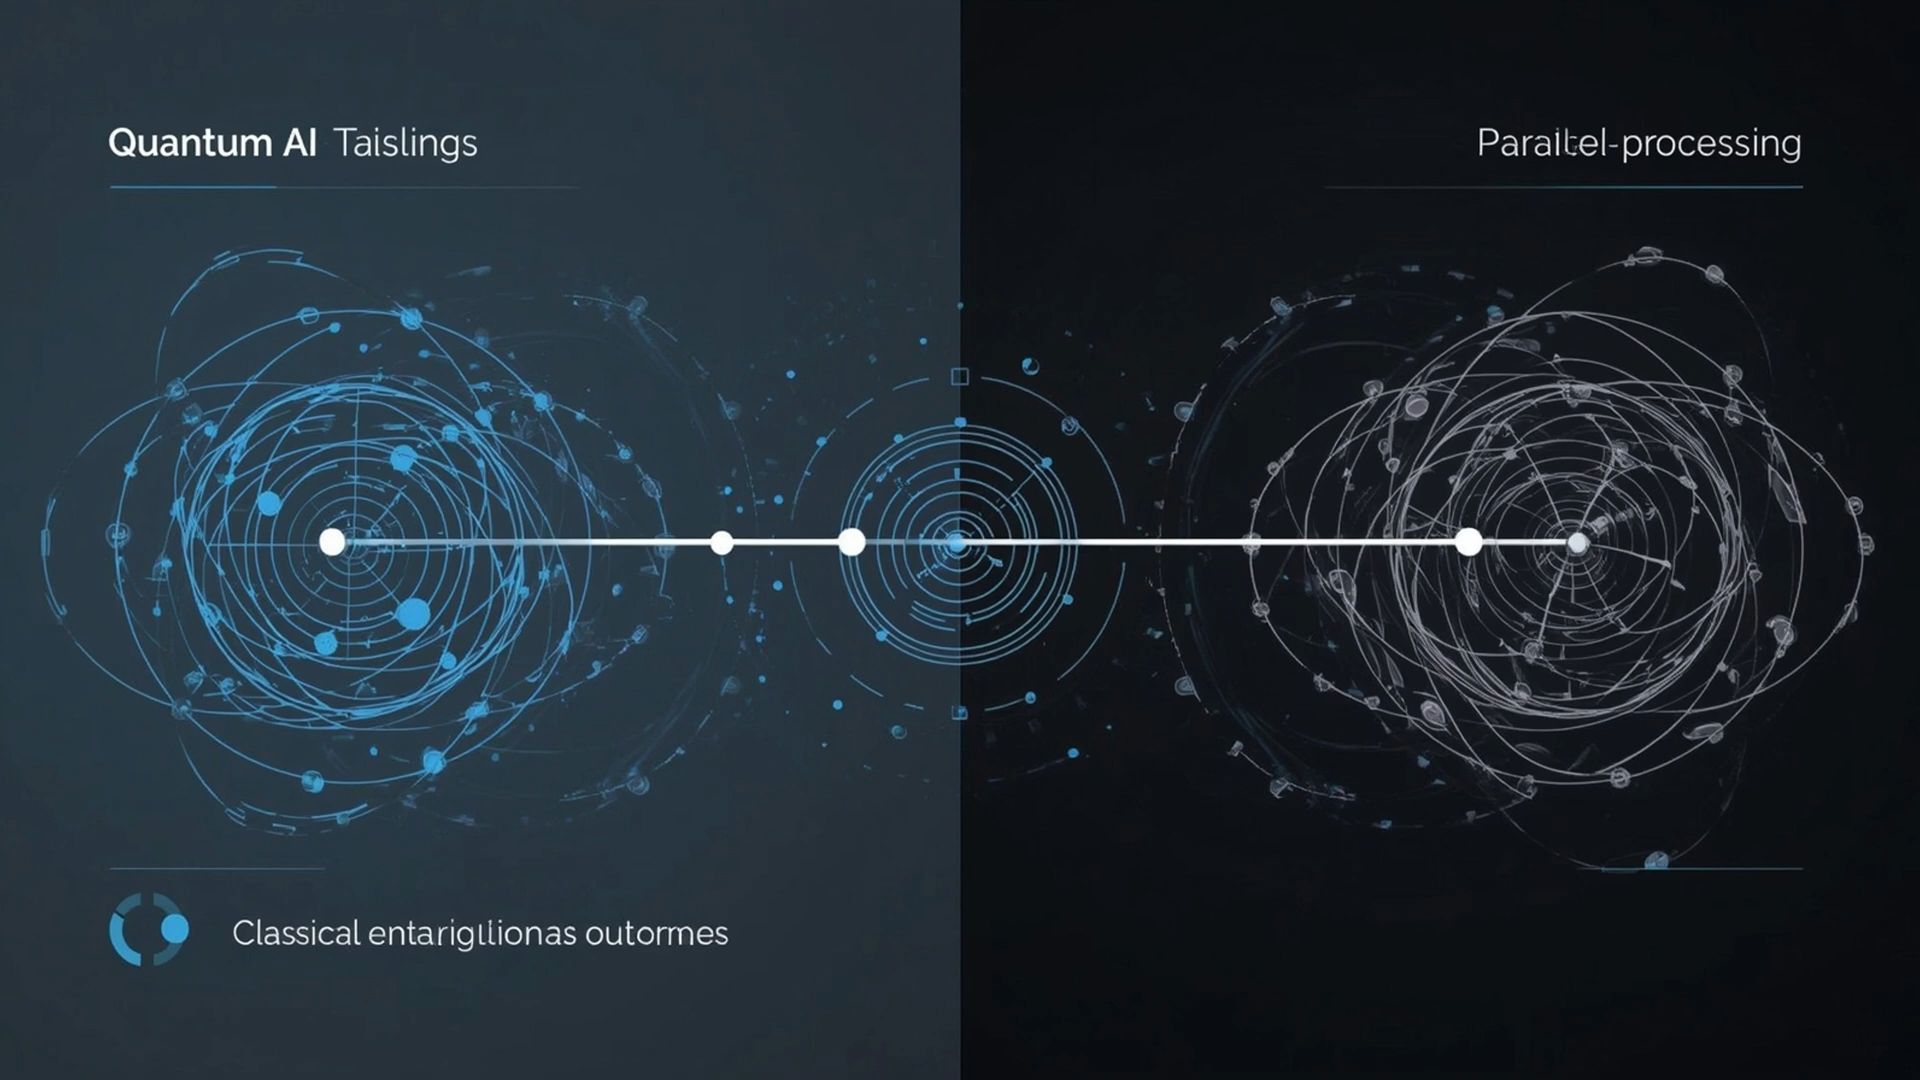 Quantum AI Taislings
Paraltel-processing
Classical entarigllionas outormes